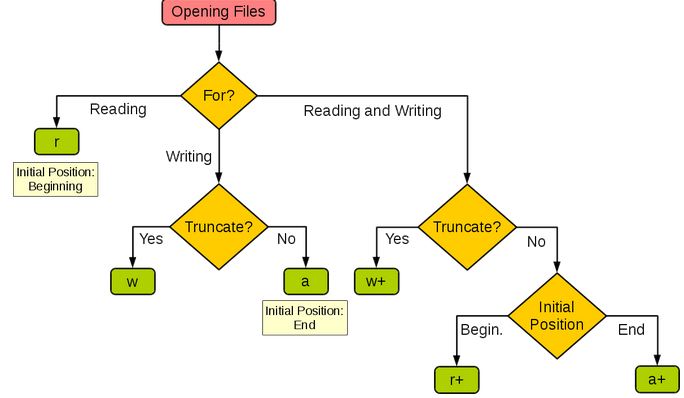 Opening Files
For?
Reading
Reading and Writing
r
Writing
Initial Position:
Beginning
Truncate?
Truncate?
Yes
No
Yes
No
w
a
w+
Initial Position:
End
Initial
Position
Begin.
End
r+
a+